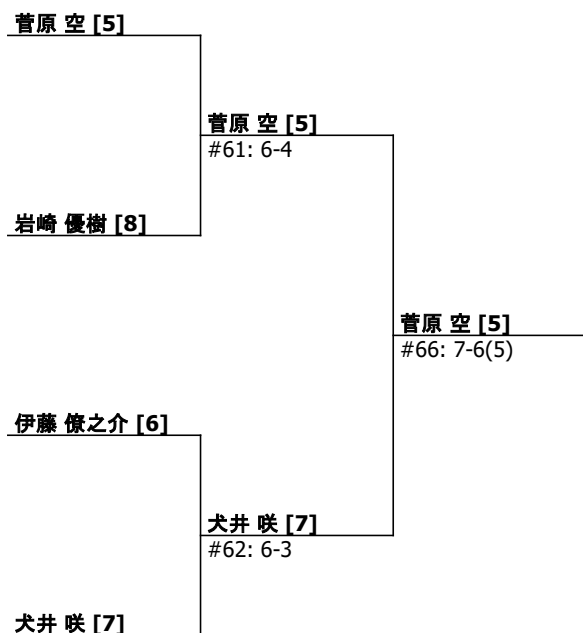 菅原 空 [5]
菅原 空 [5]
#61: 6-4
岩崎 優樹 [8]
菅原 空 [5]
#66: 7-6(5)
伊藤 僚之介 [6]
犬井 咲 [7]
#62: 6-3
犬井 咲 [7]